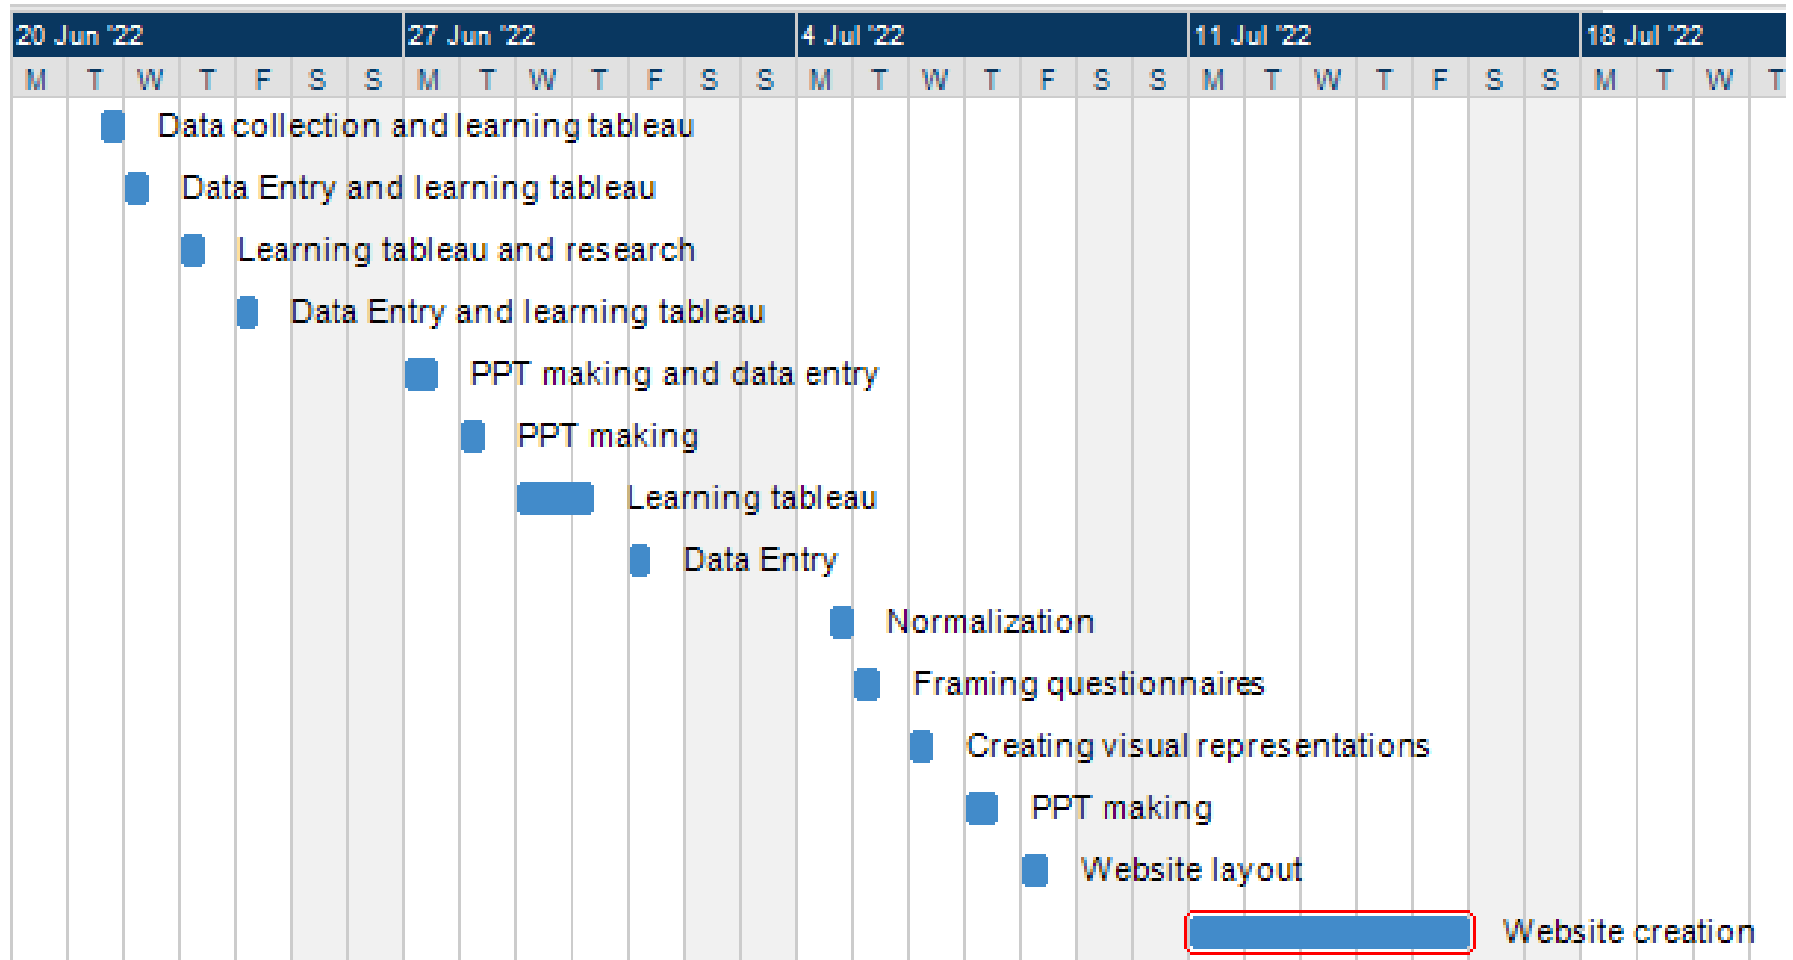 20 Jun '22 27 Jun '22 4 Jul '22 11 Jul '22 18 Jul '22
M T W T F S S M T W T F S S M T W T F S S M T W T F S S M T W T
Data collection and learning tableau
Data Entry and learning tableau
Learning tableau and research
Data Entry and learning tableau
PPT making and data entry
PPT making
Learning tableau
Data Entry
Normalization
Framing questionnaires
Creating visual representations
PPT making
Website layout
Website creation